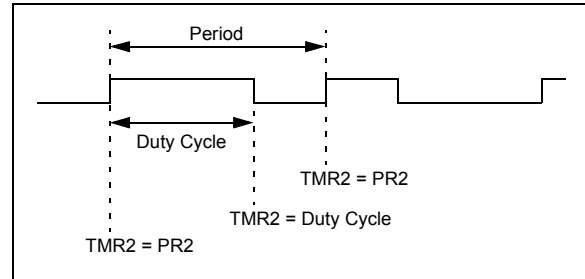 Period
Duty Cycle
TMR2 = PR2
TMR2 = Duty Cycle
TMR2 = PR2